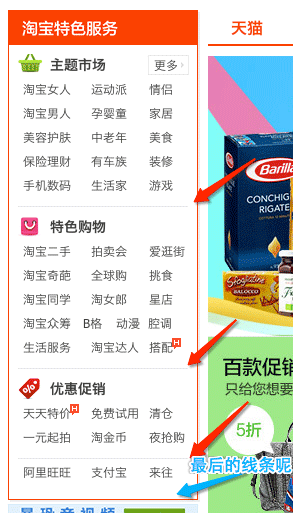 淘宝特色服务
天猫
主题市场 更多
淘宝女人 运动派 情侣
淘宝男人 孕婴童 家居
美容护肤 中老年 美食
保险理财 有车族 装修
手机数码 生活家 游戏
特色购物
淘宝二手 拍卖会 爱逛街
淘宝奇葩 全球购 挑食
淘宝同学 淘女郎 星店
淘宝众筹 B格 动漫 腔调
生活服务 淘宝达人 搭配 H
优惠促销
天天特价 H 免费试用 清仓
一元起拍 淘金币 夜抢购
阿里旺旺 支付宝 来往
Barilla
CONCHIG
RIGATE
Sfogliatine
BALOCCO
百款促销
只给您想要
5折
最后的线条呢